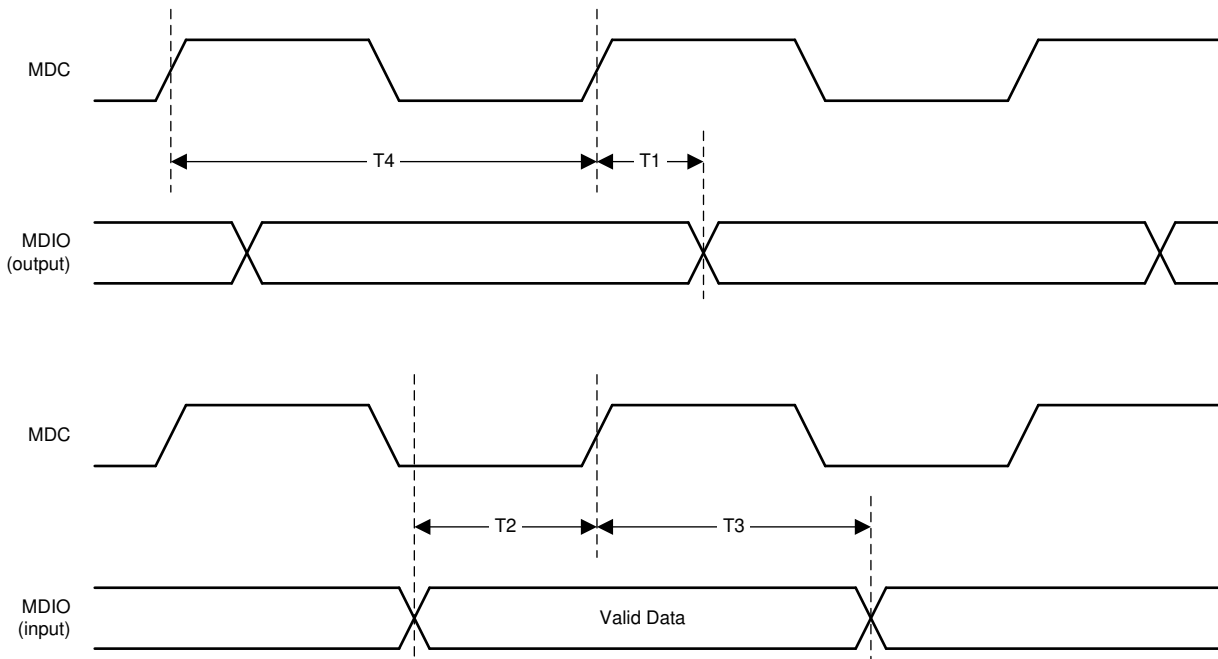 MDC
T4
T1
MDIO
(output)
MDC
T2
T3
MDIO
(input)
Valid Data